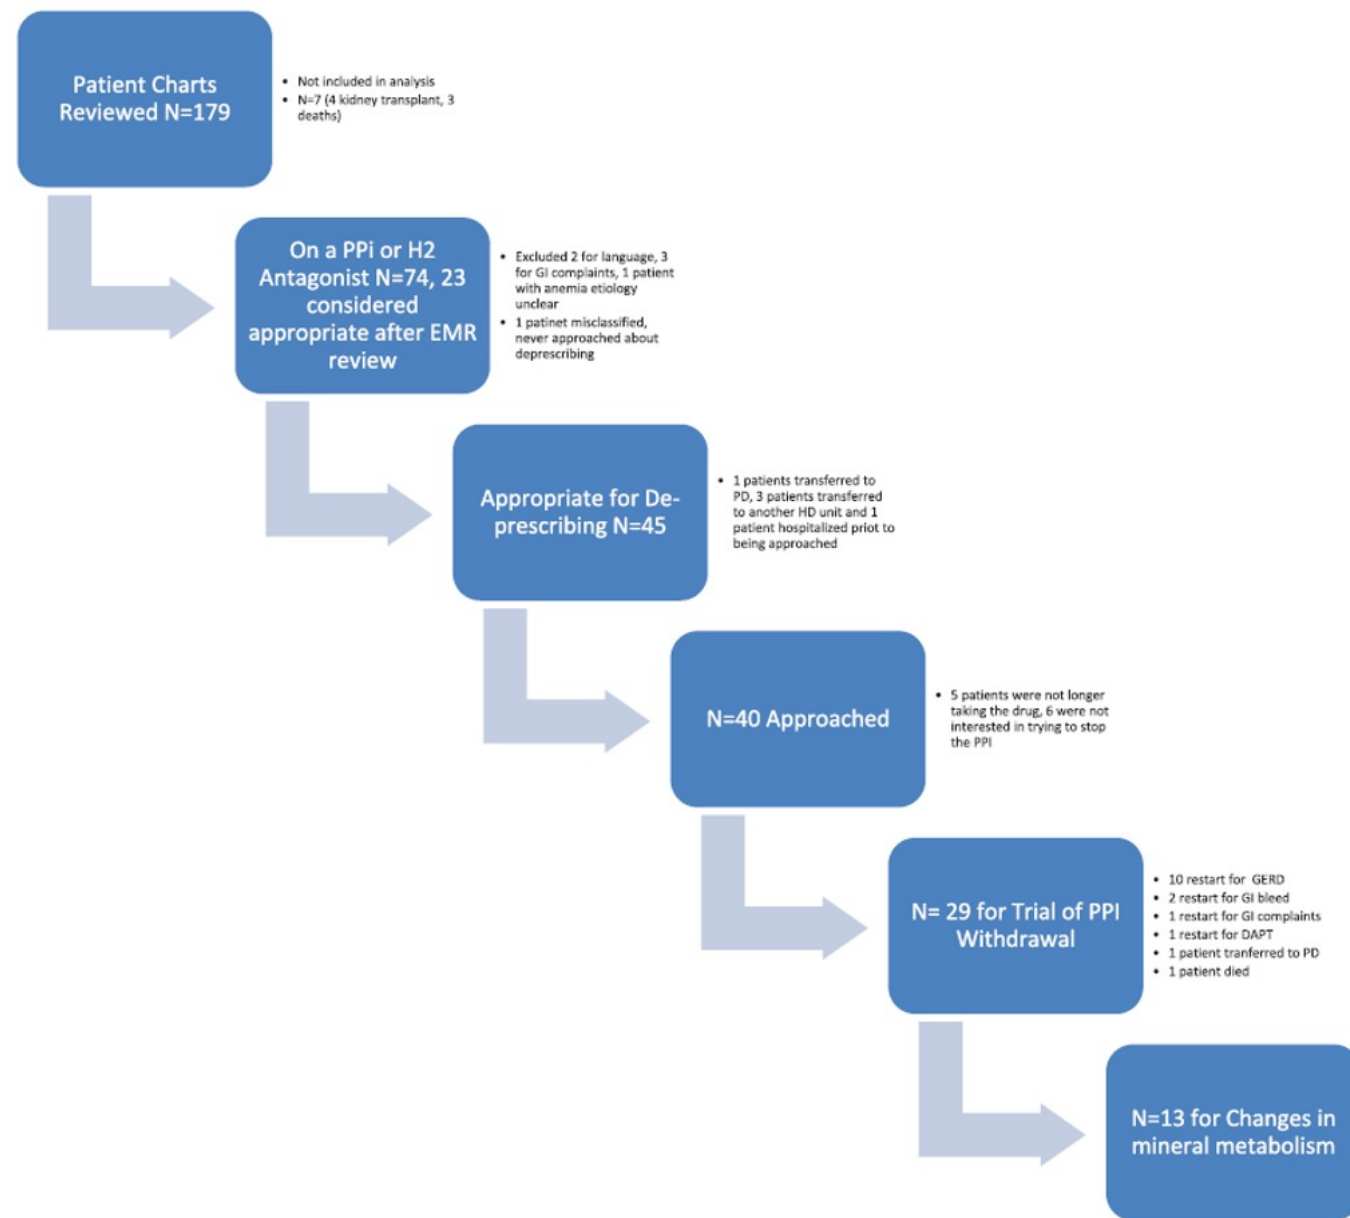 Patient Charts
Reviewed N=179
• Not included in analysis
• N=7 (4 kidney transplant, 3
deaths)
On a PPi or H2
Antagonist N=74, 23
considered
appropriate after EMR
review
• Excluded 2 for language, 3
for GI complaints, 1 patient
with anemia etiology
unclear
• 1 patinet misclassified,
never approached about
deprescribing
Appropriate for De-
prescribing N=45
• 1 patients transferred to
PD, 3 patients transferred
to another HD unit and 1
patient hospitalized priot to
being approached
N=40 Approached
• 5 patients were not longer
taking the drug, 6 were not
interested in trying to stop
the PPI
N= 29 for Trial of PPI
Withdrawal
• 10 restart for  GERD
• 2 restart for GI bleed
• 1 restart for GI complaints
• 1 restart for DAPT
• 1 patient tranferred to PD
• 1 patient died
N=13 for Changes in
mineral metabolism